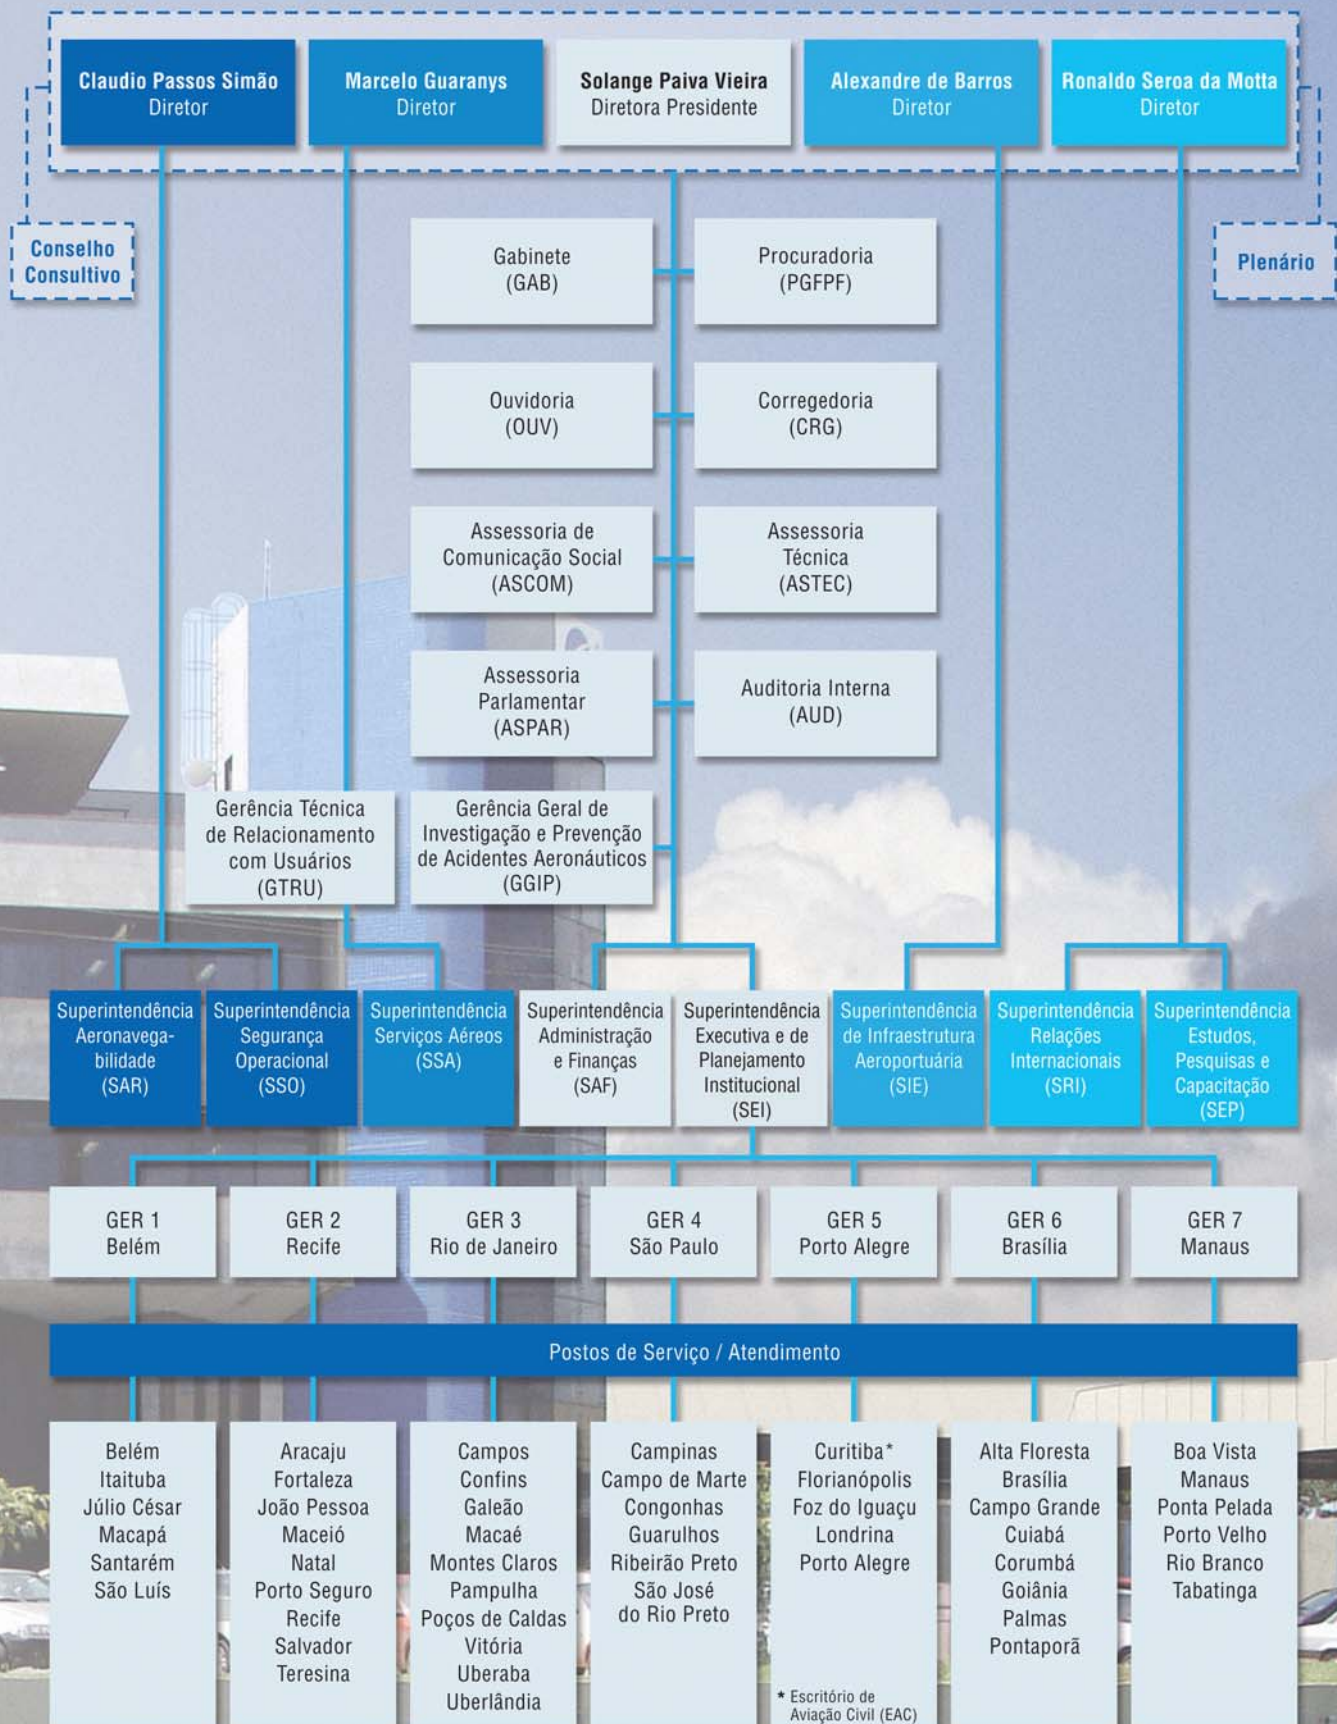 Claudio Passos Simão
Diretor
Marcelo Guaranys
Diretor
Solange Paiva Vieira
Diretora Presidente
Alexandre de Barros
Diretor
Ronaldo Seroa da Motta
Diretor
Conselho
Consultivo
Plenário
Gabinete
(GAB)
Procuradoria
(PGFPF)
Ouvidoria
(OUV)
Corregedoria
(CRG)
Assessoria de
Comunicação Social
(ASCOM)
Assessoria
Técnica
(ASTEC)
Assessoria
Parlamentar
(ASPAR)
Auditoria Interna
(AUD)
Gerência Técnica
de Relacionamento
com Usuários
(GTRU)
Gerência Geral de
Investigação e Prevenção
de Acidentes Aeronáuticos
(GGIP)
Superintendência
Aeronavega-
bilidade
(SAR)
Superintendência
Segurança
Operacional
(SSO)
Superintendência
Serviços Aéreos
(SSA)
Superintendência
Administração
e Finanças
(SAF)
Superintendência
Executiva e de
Planejamento
Institucional
(SEI)
Superintendência
de Infraestrutura
Aeroportuária
(SIE)
Superintendência
Relações
Internacionais
(SRI)
Superintendência
Estudos,
Pesquisas e
Capacitação
(SEP)
GER 1
Belém
GER 2
Recife
GER 3
Rio de Janeiro
GER 4
São Paulo
GER 5
Porto Alegre
GER 6
Brasília
GER 7
Manaus
Postos de Serviço / Atendimento
Belém
Itaituba
Júlio César
Macapá
Santarém
São Luís
Aracaju
Fortaleza
João Pessoa
Maceió
Natal
Porto Seguro
Recife
Salvador
Teresina
Campos
Confins
Galeão
Macaé
Montes Claros
Pampulha
Poços de Caldas
Vitória
Uberaba
Uberlândia
Campinas
Campo de Marte
Congonhas
Guarulhos
Ribeirão Preto
São José
do Rio Preto
Curitiba*
Florianópolis
Foz do Iguaçu
Londrina
Porto Alegre
* Escritório de
Aviação Civil (EAC)
Alta Floresta
Brasília
Campo Grande
Cuiabá
Corumbá
Goiânia
Palmas
Pontaporã
Boa Vista
Manaus
Ponta Pelada
Porto Velho
Rio Branco
Tabatinga